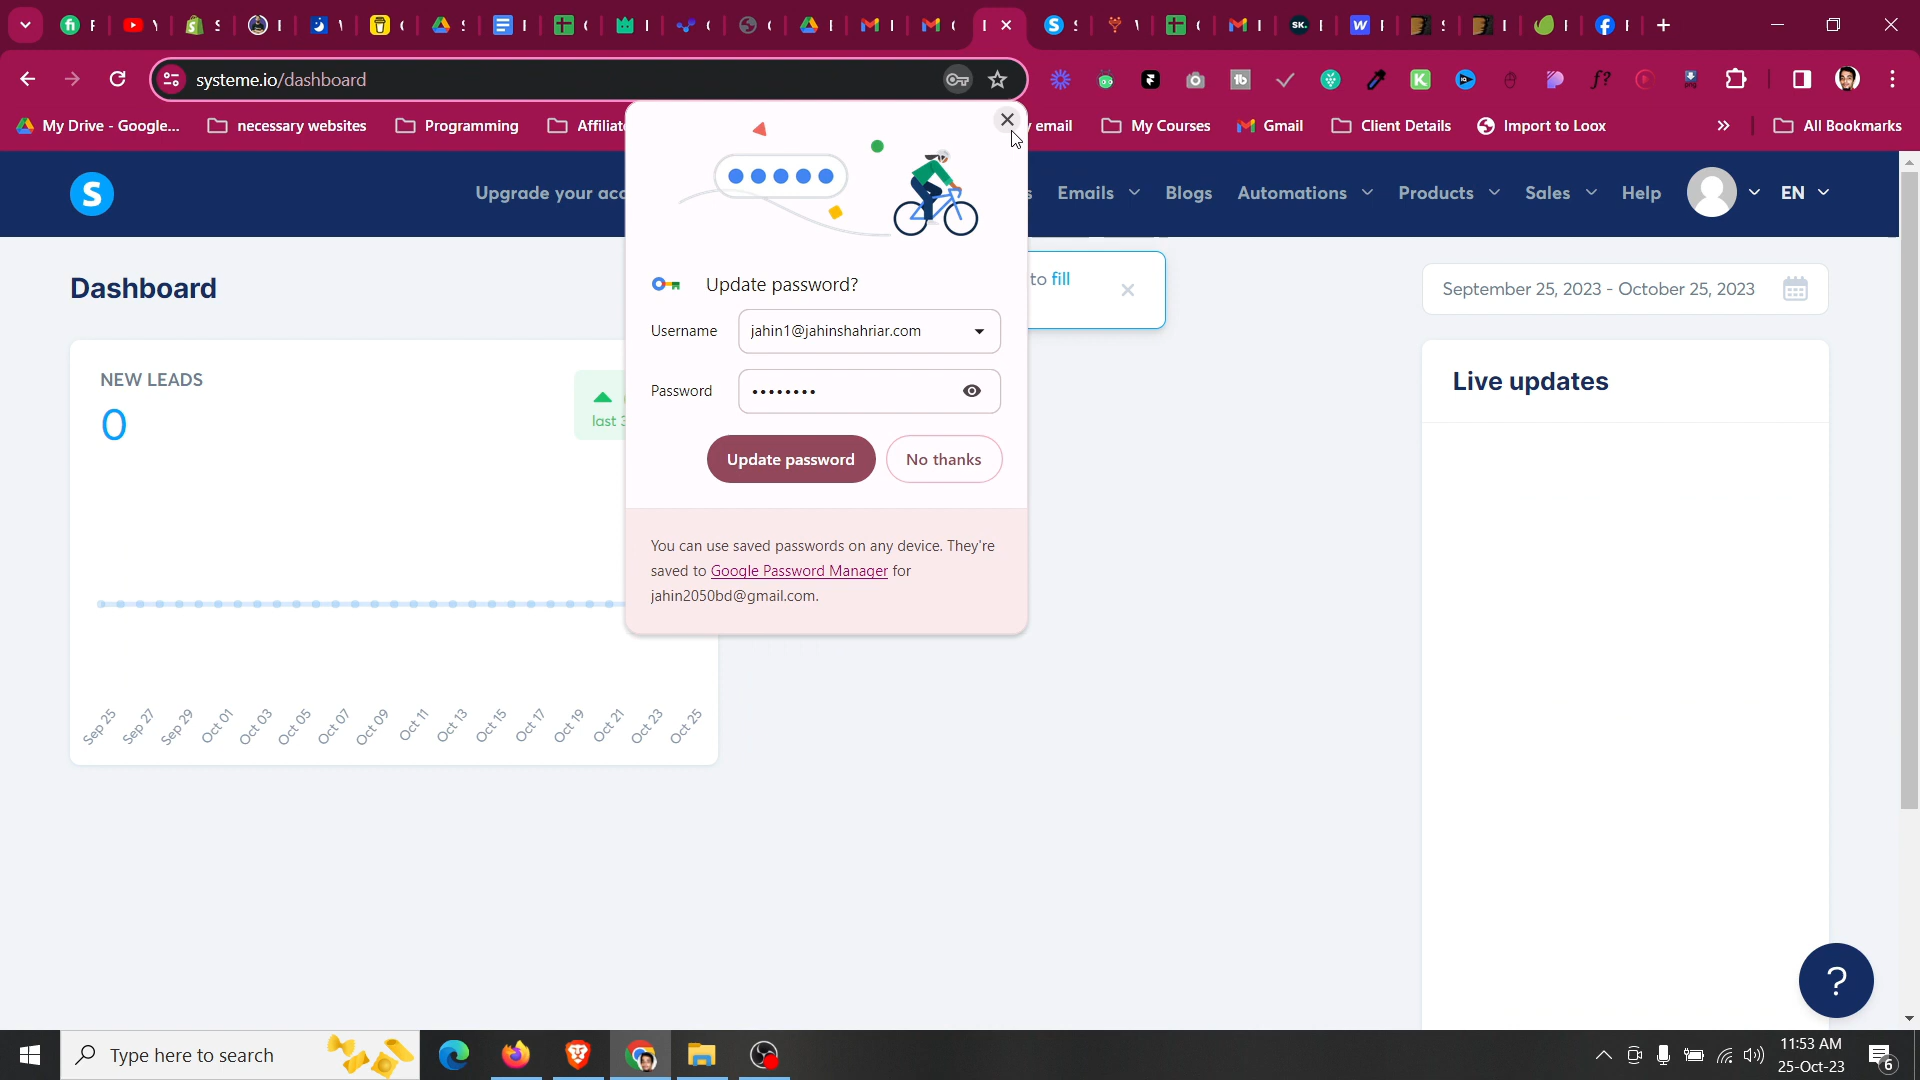 systeme.io/dashboard
My Drive - Google...
necessary websites
Programming
Affiliat
y email
My Courses
Gmail
Client Details
Import to Loox
All Bookmarks
S
Upgrade your acc
s
Emails
Blogs
Automations
Products
Sales
Help
EN
Dashboard
to fill
September 25, 2023 - October 25, 2023
NEW LEADS
0
last 3
Live updates
Update password?
Username
jahin1@jahinshahriar.com
Password
••••••••
Update password
No thanks
You can use saved passwords on any device. They're
saved to Google Password Manager for
jahin2050bd@gmail.com.
Sep 25
Sep 27
Sep 29
Oct 01
Oct 03
Oct 05
Oct 07
Oct 09
Oct 11
Oct 13
Oct 15
Oct 17
Oct 19
Oct 21
Oct 23
Oct 25
?
Type here to search
11:53 AM
25-Oct-23
6